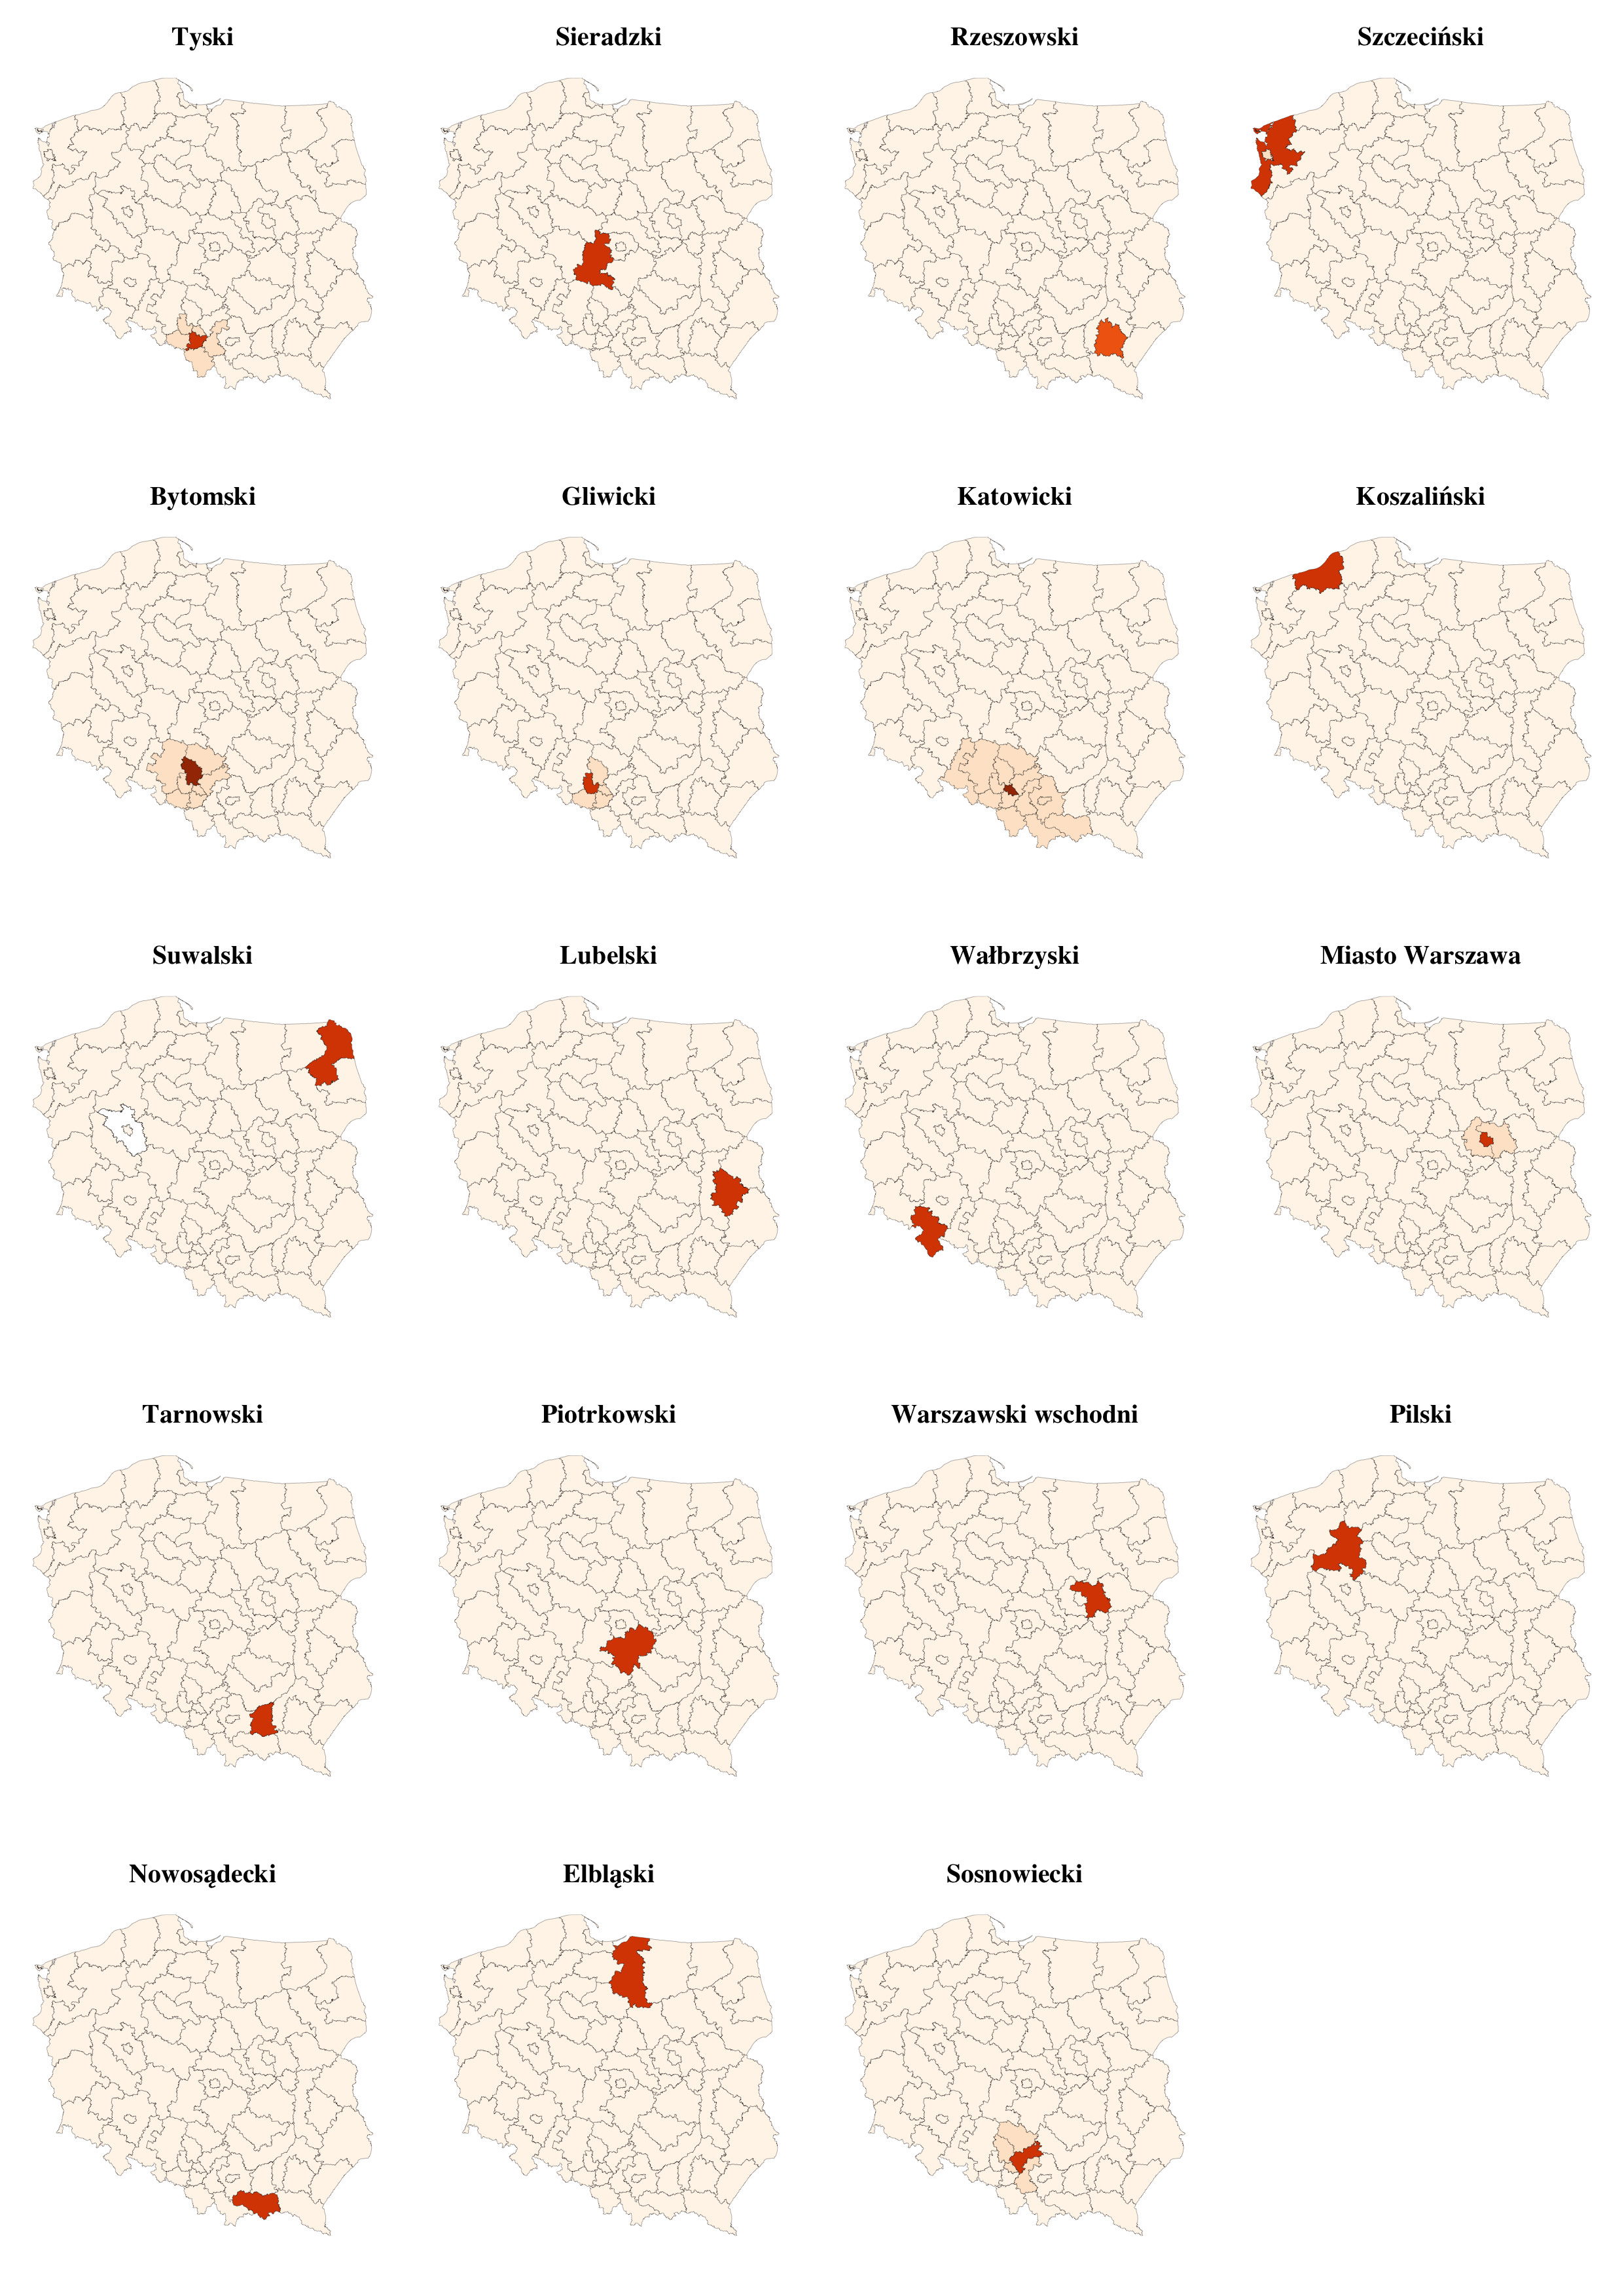 Tyski
Sieradzki
Rzeszowski
Szczeciński
Bytomski
Gliwicki
Katowicki
Koszaliński
Suwalski
Lubelski
Wałbrzyski
Miasto Warszawa
Tarnowski
Piotrkowski
Warszawski wschodni
Pilski
Nowosądecki
Elbląski
Sosnowiecki